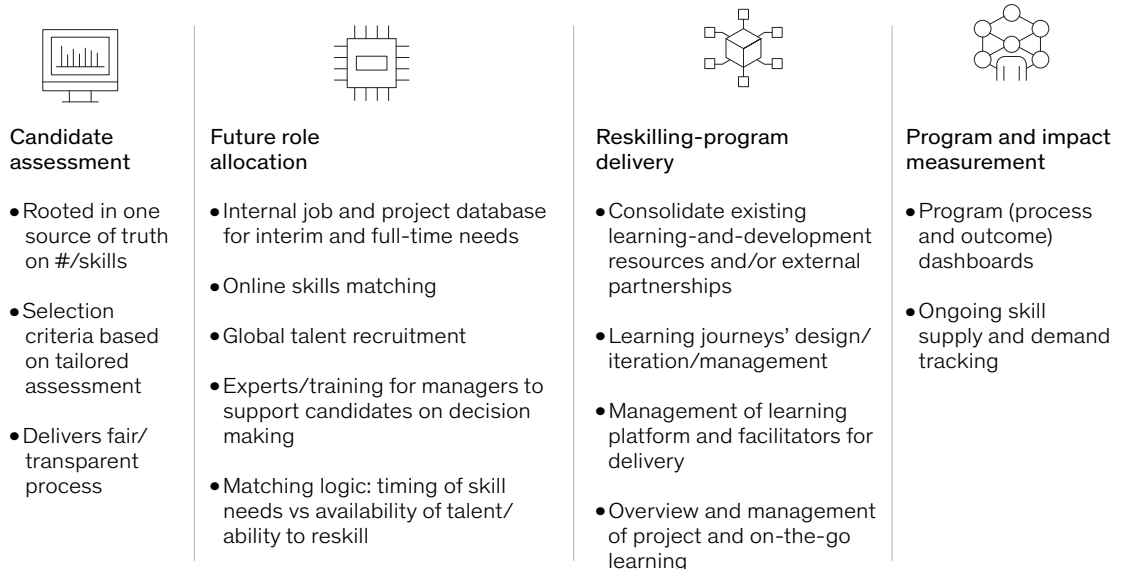 Candidate
assessment
• Rooted in one
source of truth
on #/skills
• Selection
criteria based
on tailored
assessment
• Delivers fair/
transparent
process
Future role
allocation
• Internal job and project database
for interim and full-time needs
• Online skills matching
• Global talent recruitment
• Experts/training for managers to
support candidates on decision
making
• Matching logic: timing of skill
needs vs availability of talent/
ability to reskill
Reskilling-program
delivery
• Consolidate existing
learning-and-development
resources and/or external
partnerships
• Learning journeys’ design/
iteration/management
• Management of learning
platform and facilitators for
delivery
• Overview and management
of project and on-the-go
learning
Program and impact
measurement
• Program (process
and outcome)
dashboards
• Ongoing skill
supply and demand
tracking